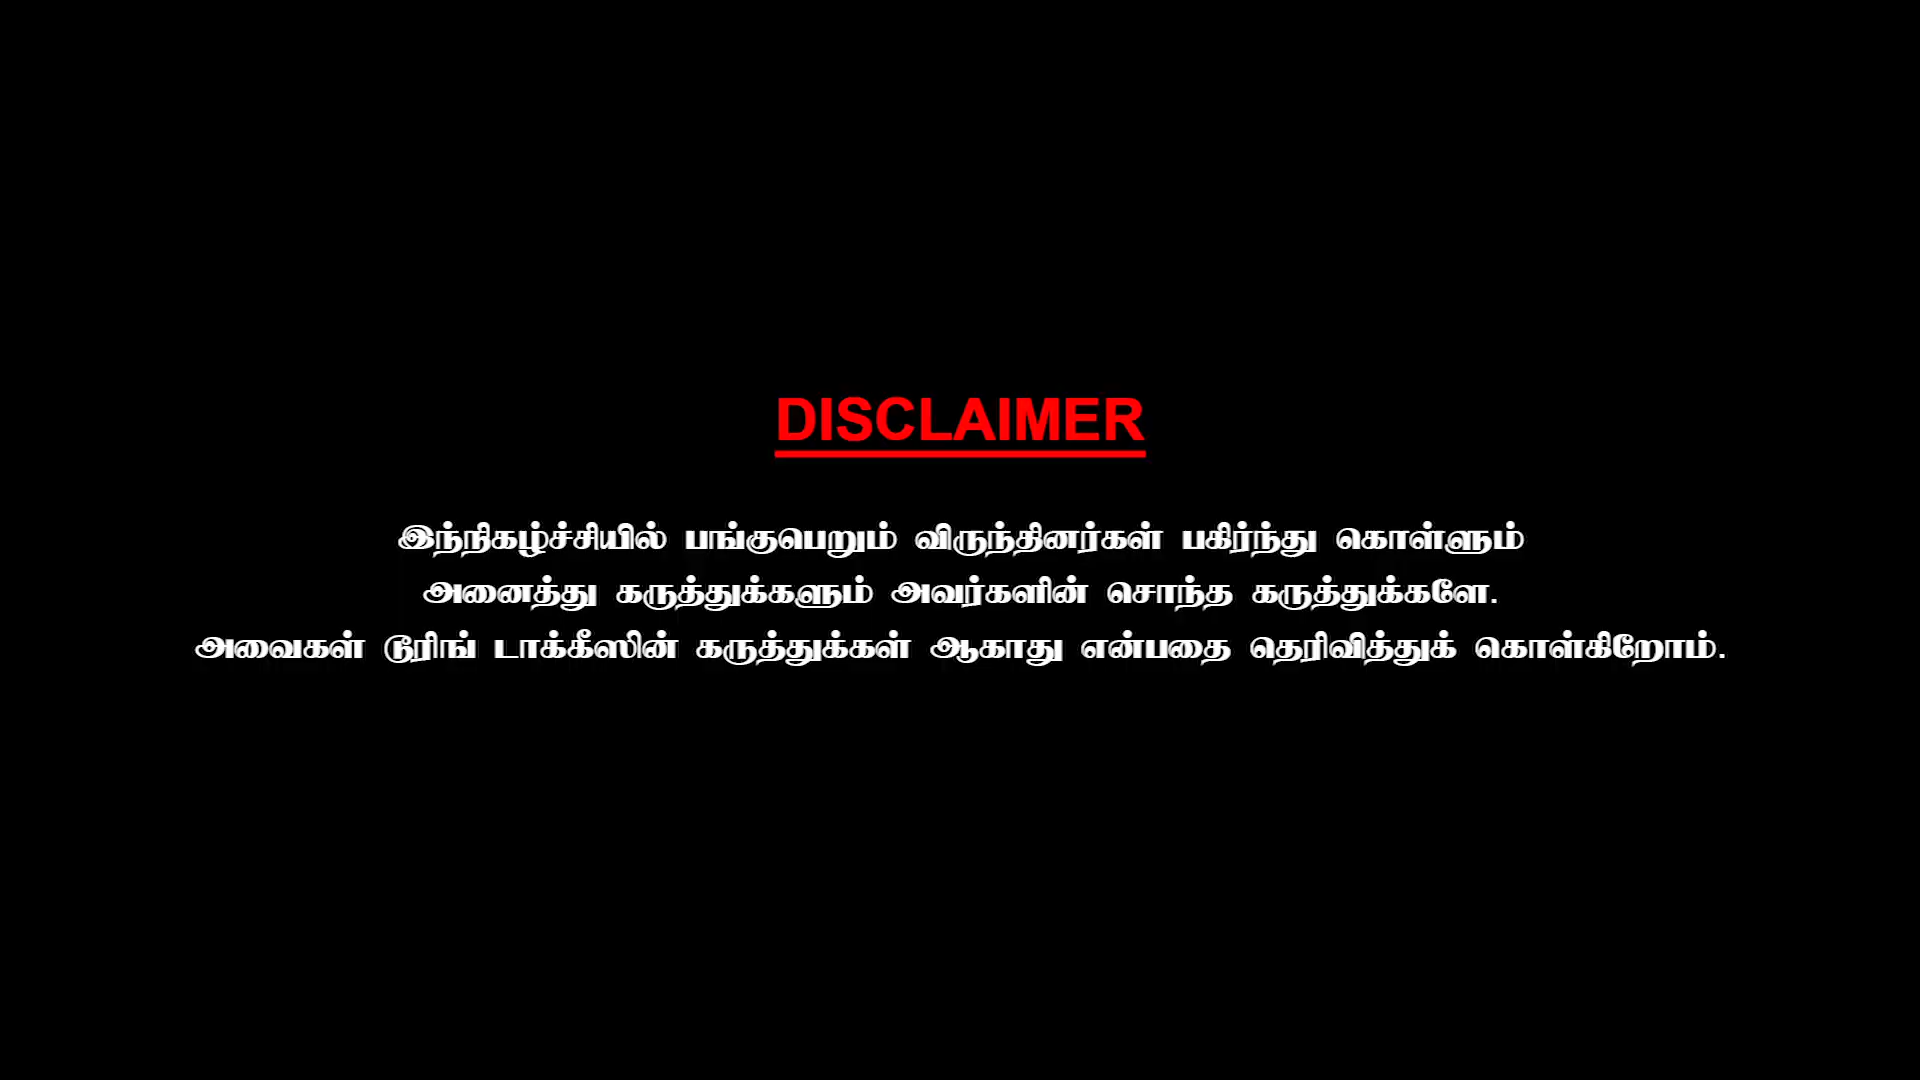 DISCLAIMER
இந்நிகழ்ச்சியில் பங்குபெறும் விருந்தினர்கள் பகிர்ந்து கொள்ளும்
அனைத்து கருத்துக்களும் அவர்களின் சொந்த கருத்துக்களே.
அவைகள் டூரிங் டாக்கீஸின் கருத்துக்கள் ஆகாது என்பதை தெரிவித்துக் கொள்கிறோம்.